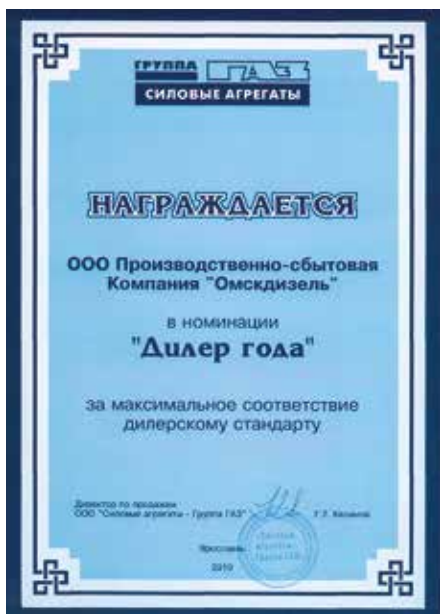 ГРУППА ГАЗ
СИЛОВЫЕ АГРЕГАТЫ
НАГРАЖДАЕТСЯ
ООО Производственно-сбытовая
Компания "Омскдизель"
в номинации
"Дилер года"
за максимальное соответствие
дилерскому стандарту
Директор по продажам
ООО "Силовые агрегаты - Группа ГАЗ"
Ярославль
2010